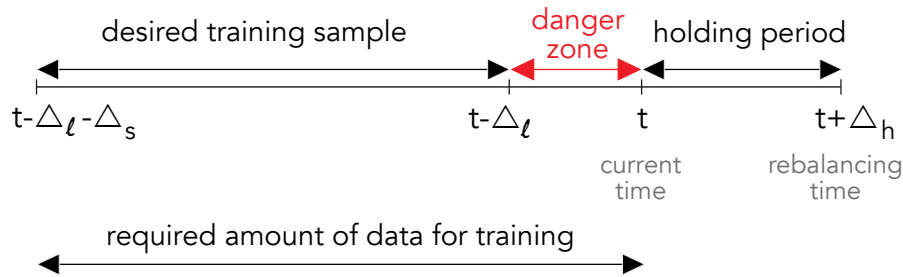 desired training sample
danger
zone
holding period
t-△ℓ-△s
t-△ℓ
t
t+△h
current
time
rebalancing
time
required amount of data for training